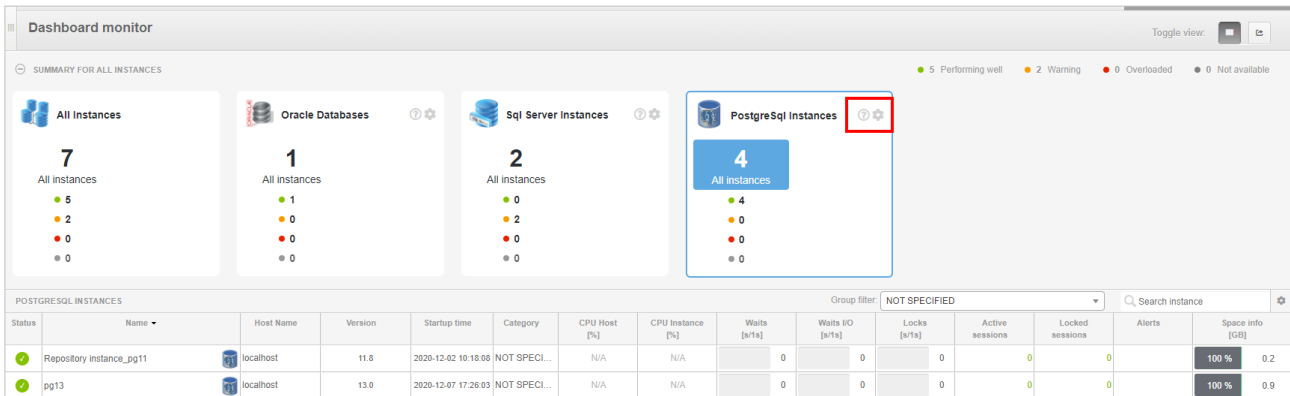 Dashboard monitor
Toggle view:
SUMMARY FOR ALL INSTANCES
5 Performing well 2 Warning 0 Overloaded 0 Not available
All Instances
7
All instances
5
2
0
0
Oracle Databases
1
All instances
1
0
0
0
Sql Server Instances
2
All instances
0
2
0
0
PostgreSql Instances
4
All instances
4
0
0
0
POSTGRESQL INSTANCES Group filter: NOT SPECIFIED Search instance
Status Name Host Name Version Startup time Category CPU Host [%] CPU Instance [%] Waits [s/1s] Waits I/O [s/1s] Locks [s/1s] Active sessions Locked sessions Alerts Space info [GB]
Repository instance_pg11 localhost 11.8 2020-12-02 10:18:08 NOT SPECI... N/A N/A 0 0 0 0 0 100 % 0.2
pg13 localhost 13.0 2020-12-07 17:26:03 NOT SPECI... N/A N/A 0 0 0 0 0 100 % 0.9